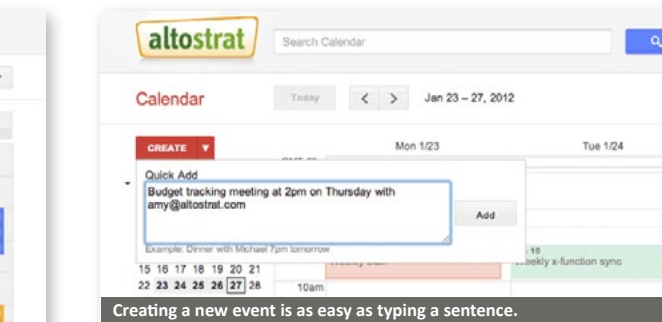 altostrat
Search Calendar
Calendar
Today
< >
Jan 23 – 27, 2012
CREATE
Mon 1/23
Tue 1/24
Quick Add
Budget tracking meeting at 2pm on Thursday with
amy@altostrat.com
Add
Example: Dinner with Michael 7pm tomorrow
- 10
Weekly x-function sync
15 16 17 18 19 20 21
22 23 24 25 26 27 28
10am
Creating a new event is as easy as typing a sentence.